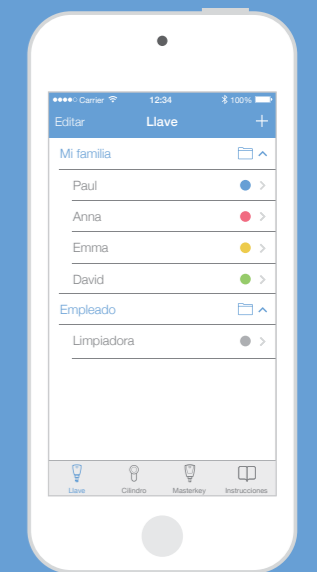 Carrier 12:34 100%
Editar Llave +
Mi familia
Paul
Anna
Emma
David
Empleado
Limpiadora
Llave Cilindro Masterkey Instrucciones